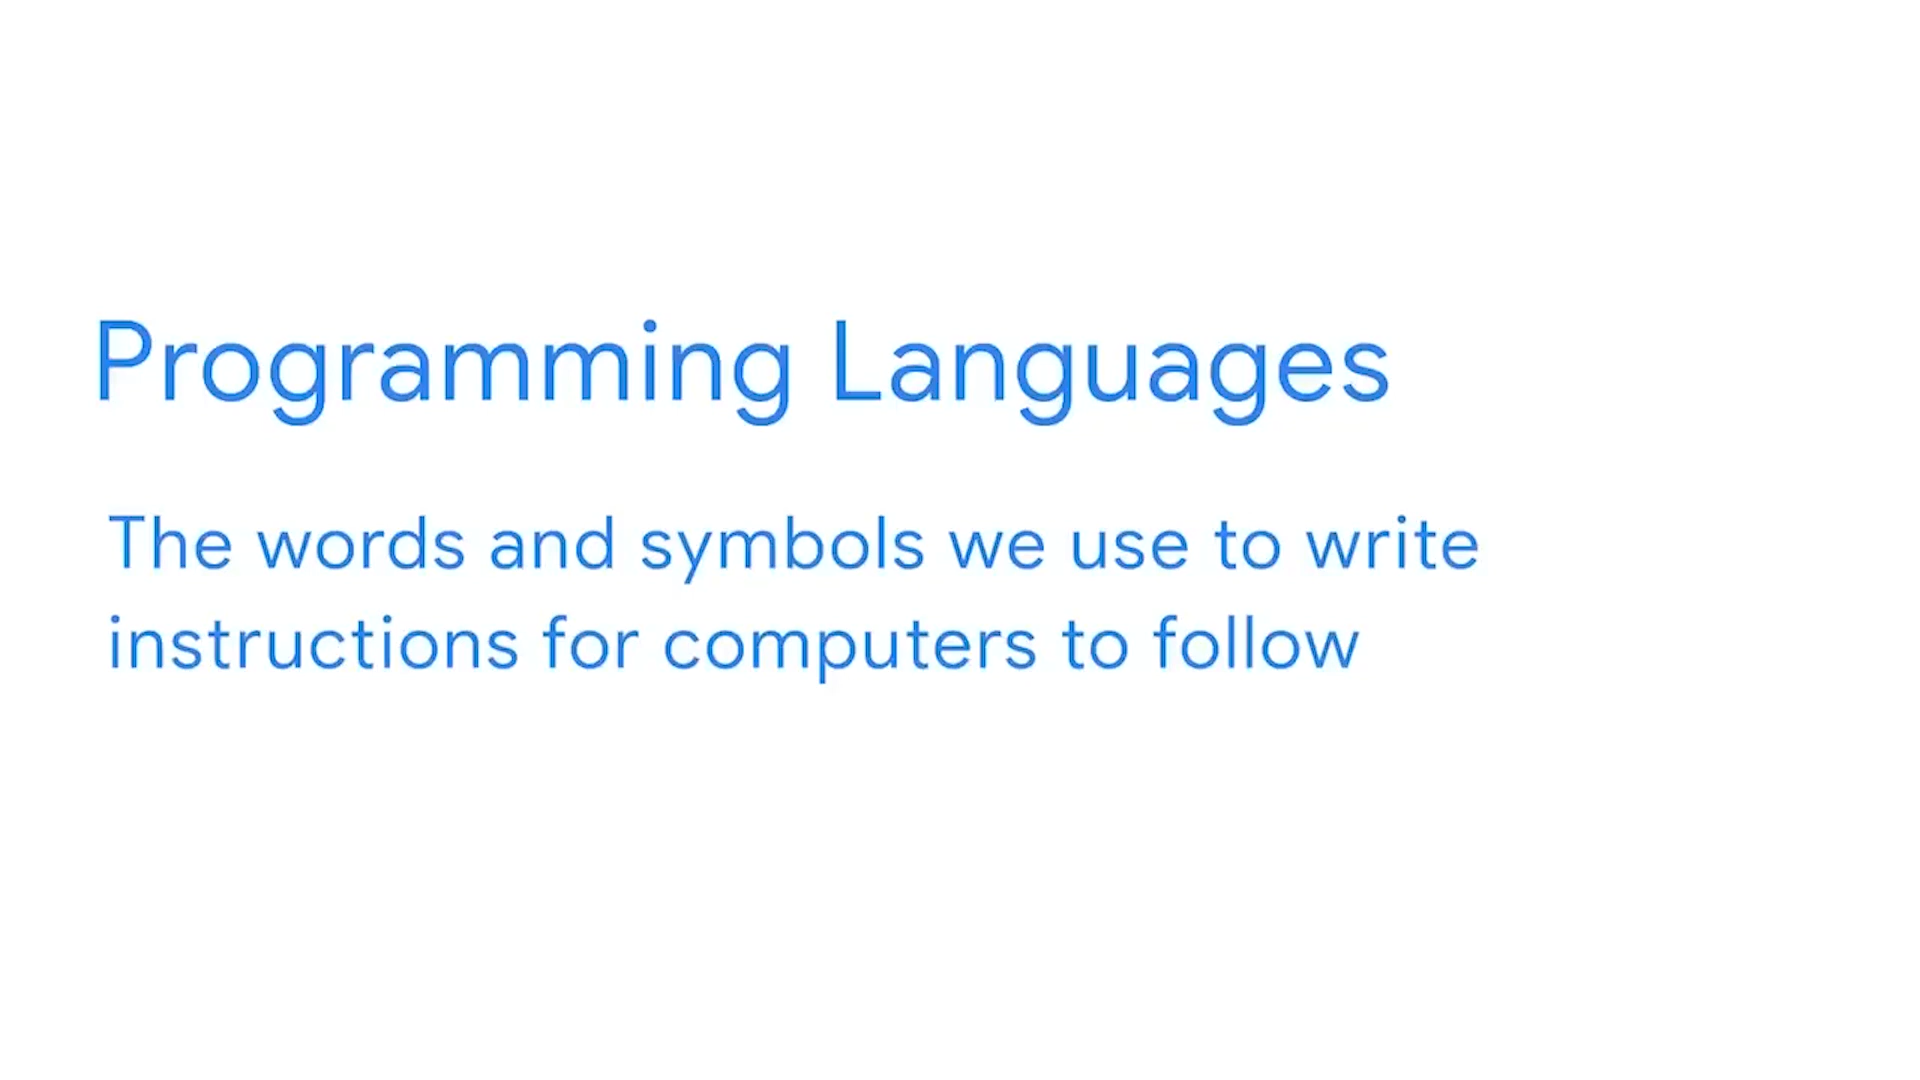 Programming Languages
The words and symbols we use to write
instructions for computers to follow